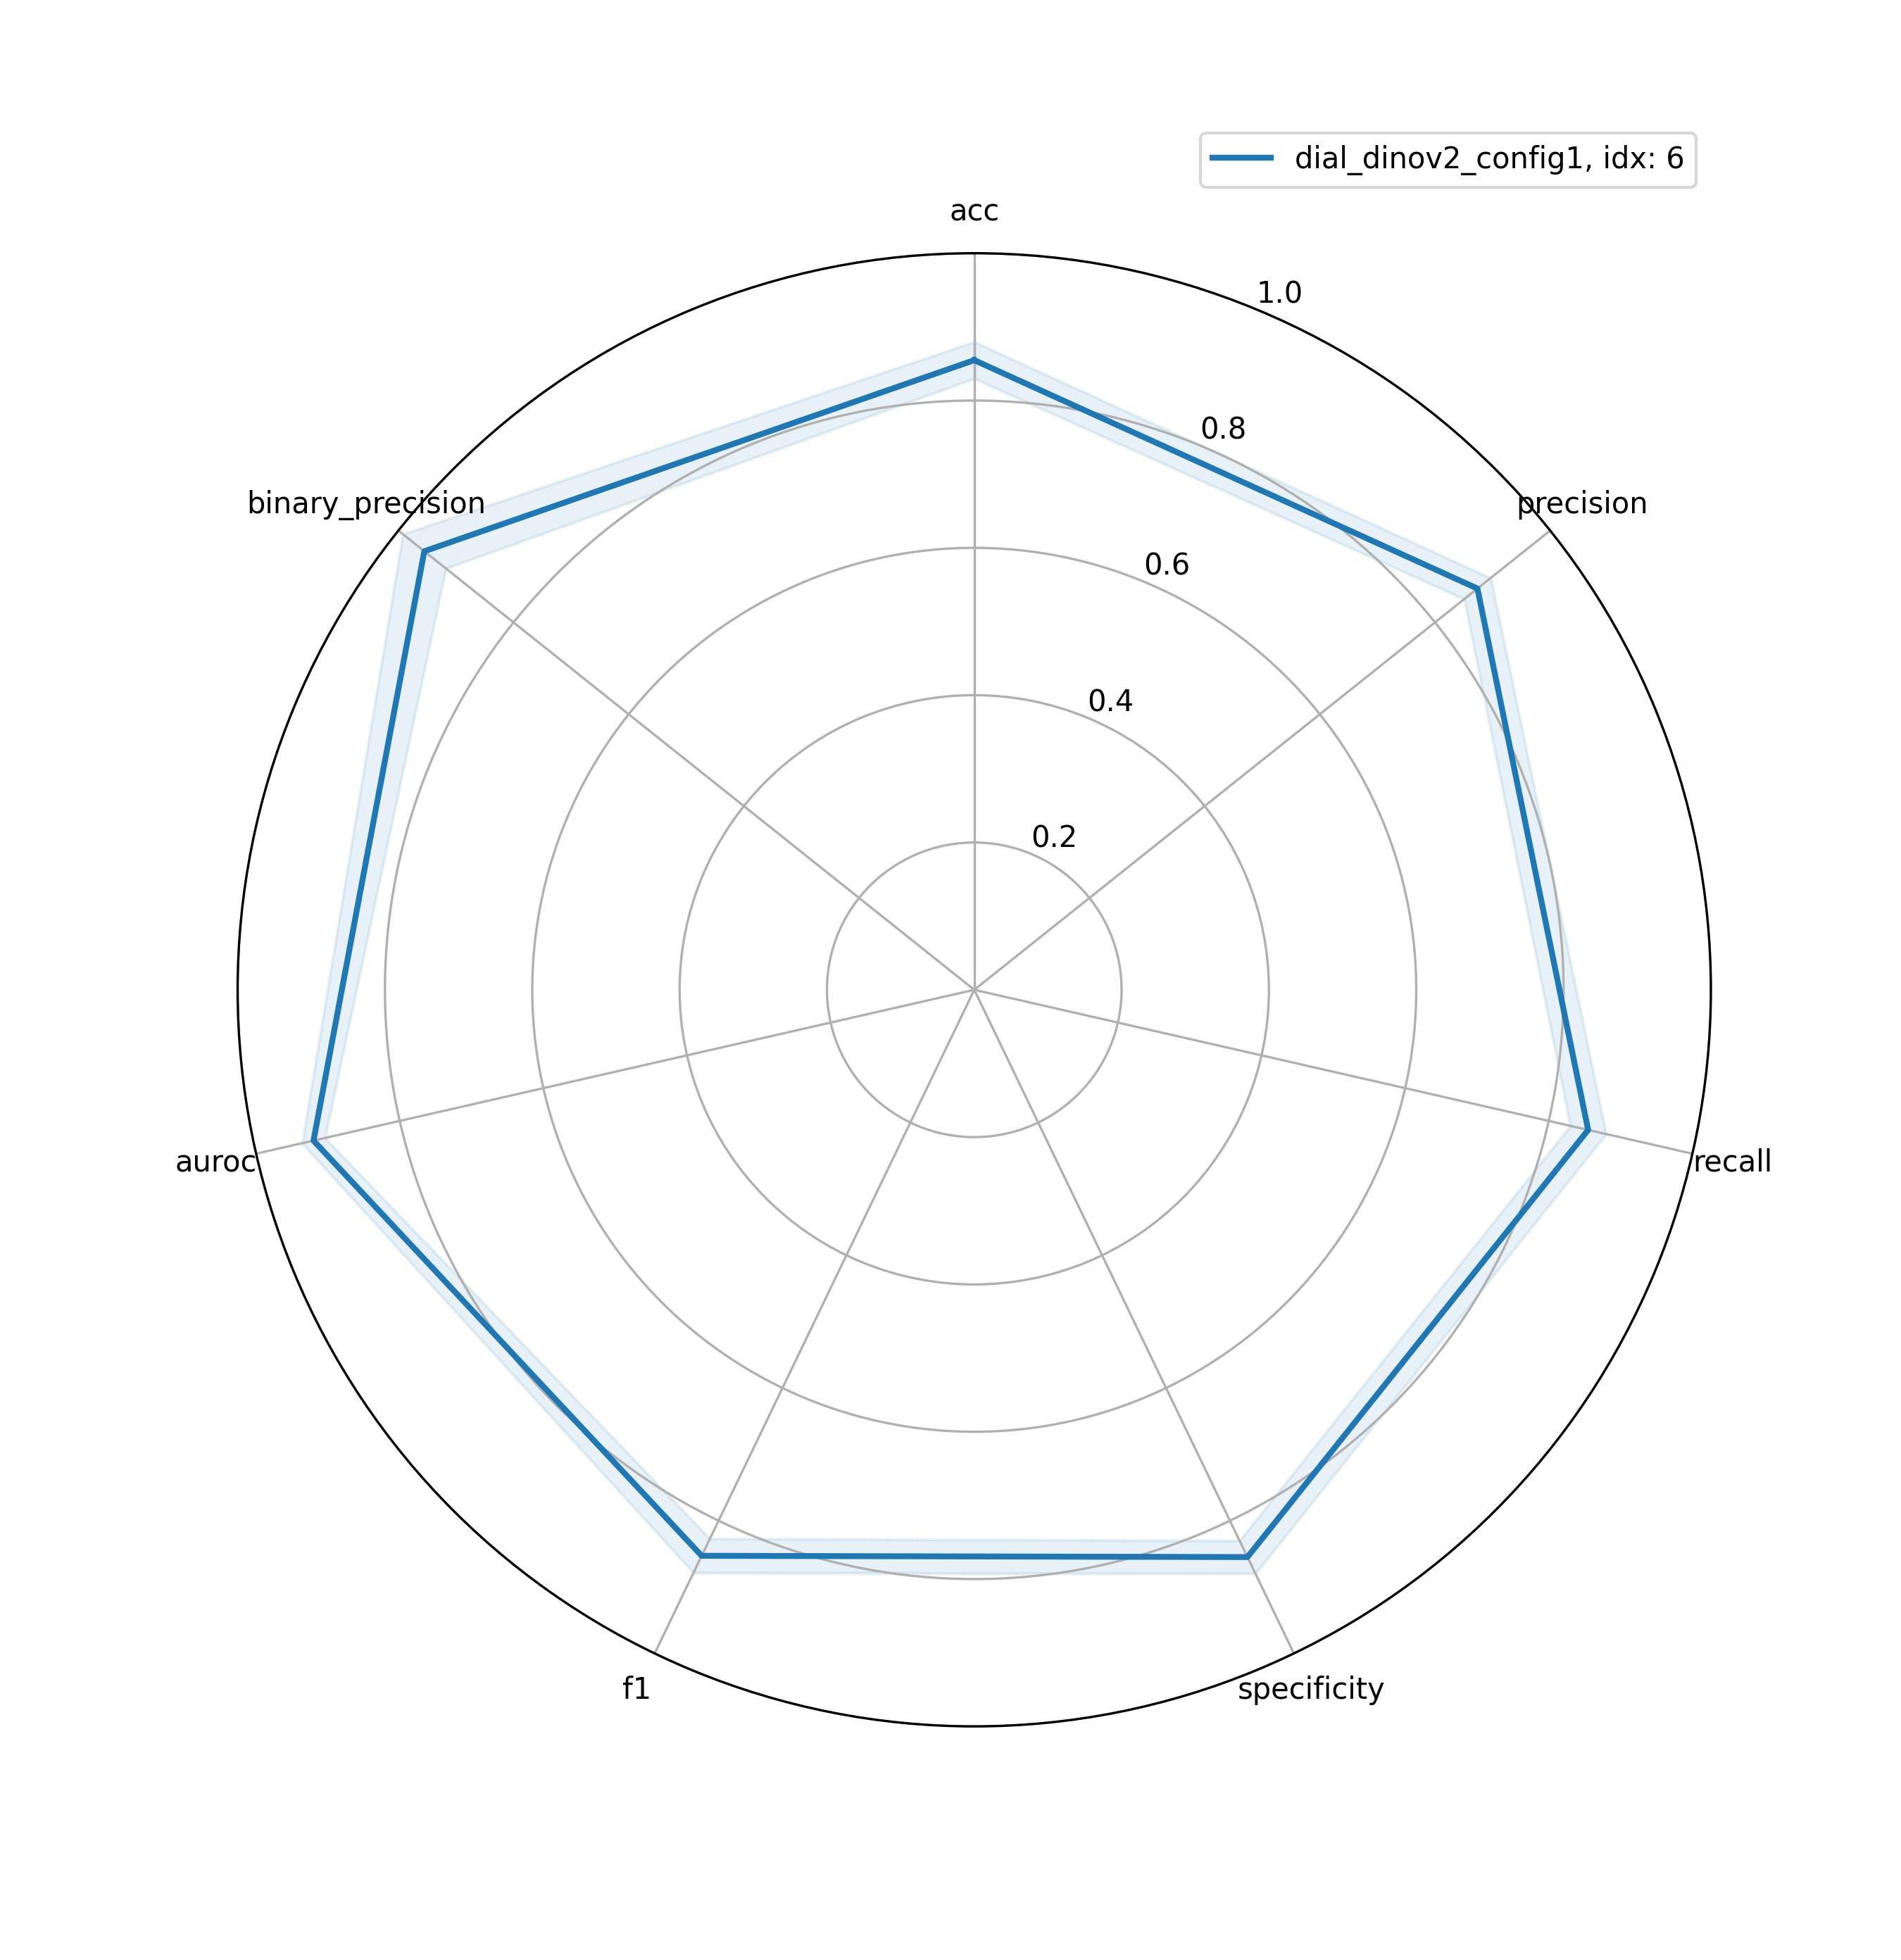 dial_dinov2_config1, idx: 6
acc
1.0
0.8
binary_precision
precision
0.6
0.4
0.2
auroc
recall
f1
specificity